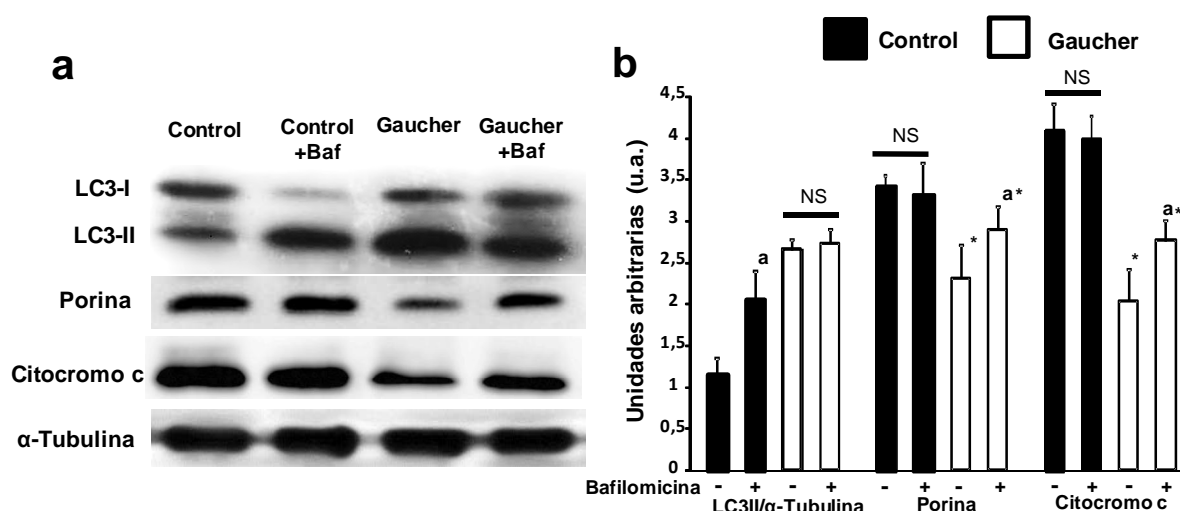 a
Control
Control
+Baf
Gaucher
Gaucher
+Baf
LC3-I
LC3-II
Porina
Citocromo c
α-Tubulina
b
Control
Gaucher
Unidades arbitrarias (u.a.)
4,5
4
3,5
3
2,5
2
1,5
1
0,5
0
a
NS
NS
*
a*
NS
*
a*
Bafilomicina - + - + - + - + - + - +
LC3II/α-Tubulina
Porina
Citocromo c